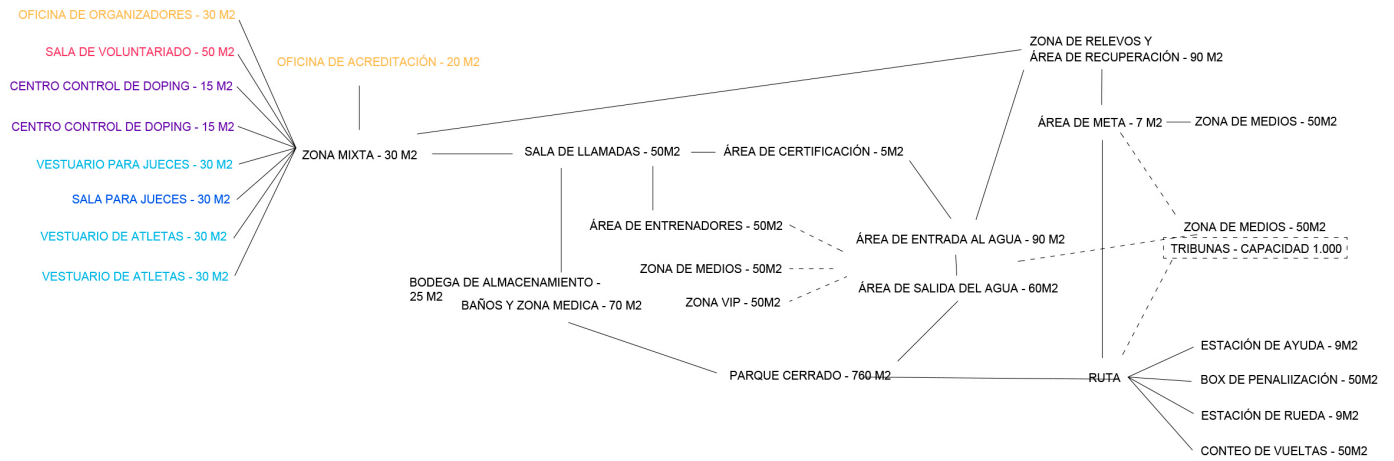 OFICINA DE ORGANIZADORES - 30 M2
SALA DE VOLUNTARIADO - 50 M2
CENTRO CONTROL DE DOPING - 15 M2
CENTRO CONTROL DE DOPING - 15 M2
VESTUARIO PARA JUECES - 30 M2
SALA PARA JUECES - 30 M2
VESTUARIO DE ATLETAS - 30 M2
VESTUARIO DE ATLETAS - 30 M2
OFICINA DE ACREDITACIÓN - 20 M2
ZONA MIXTA - 30 M2
SALA DE LLAMADAS - 50M2
ÁREA DE CERTIFICACIÓN - 5M2
ÁREA DE ENTRENADORES - 50M2
ZONA DE MEDIOS - 50M2
ZONA VIP - 50M2
BODEGA DE ALMACENAMIENTO -
25 M2
BAÑOS Y ZONA MEDICA - 70 M2
PARQUE CERRADO - 760 M2
ÁREA DE ENTRADA AL AGUA - 90 M2
ÁREA DE SALIDA DEL AGUA - 60M2
ZONA DE RELEVOS Y
ÁREA DE RECUPERACIÓN - 90 M2
ÁREA DE META - 7 M2
ZONA DE MEDIOS - 50M2
ZONA DE MEDIOS - 50M2
TRIBUNAS - CAPACIDAD 1.000
RUTA
ESTACIÓN DE AYUDA - 9M2
BOX DE PENALIIZACIÓN - 50M2
ESTACIÓN DE RUEDA - 9M2
CONTEO DE VUELTAS - 50M2